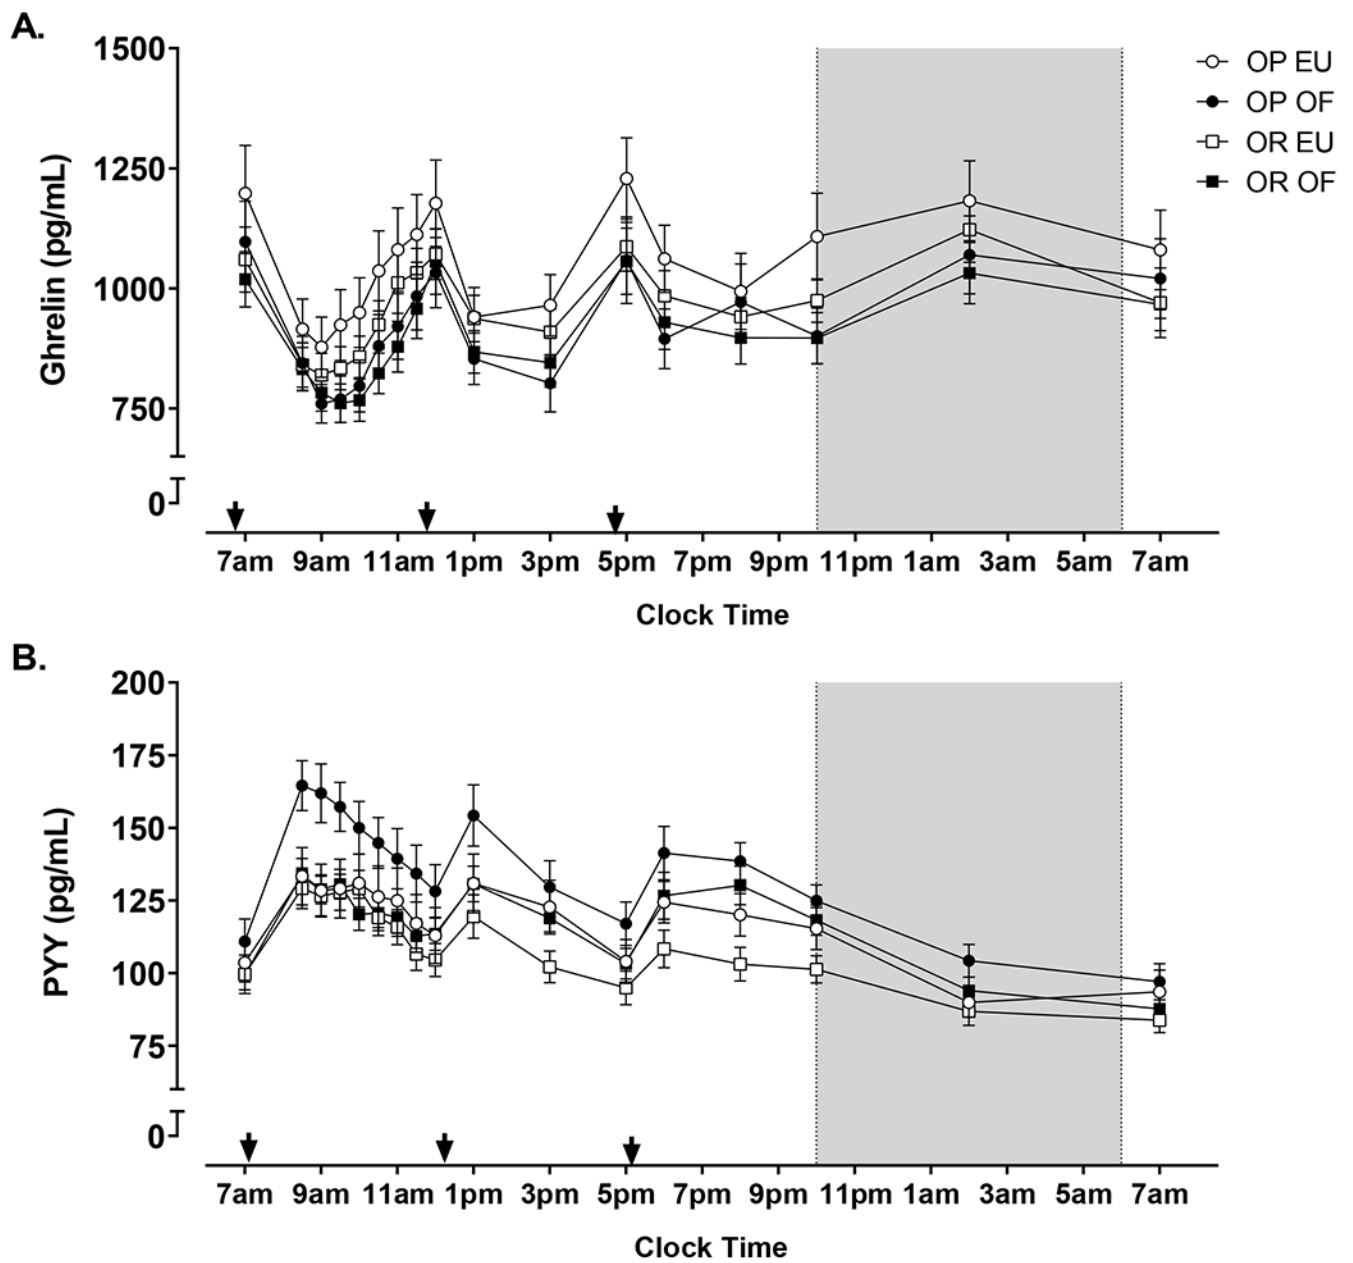 A.
1500
1250
1000
750
0
Ghrelin (pg/mL)
OP EU
OP OF
OR EU
OR OF
7am 9am 11am 1pm 3pm 5pm 7pm 9pm 11pm 1am 3am 5am 7am
Clock Time
B.
200
175
150
125
100
75
0
PYY (pg/mL)
7am 9am 11am 1pm 3pm 5pm 7pm 9pm 11pm 1am 3am 5am 7am
Clock Time